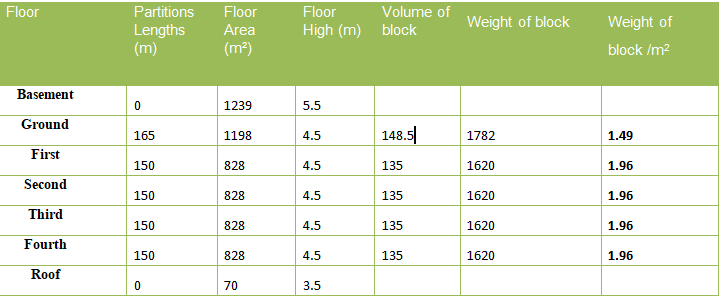 Floor Partitions Lengths (m) Floor Area (m²) Floor High (m) Volume of block Weight of block Weight of block /m²
Basement 0 1239 5.5
Ground 165 1198 4.5 148.5 1782 1.49
First 150 828 4.5 135 1620 1.96
Second 150 828 4.5 135 1620 1.96
Third 150 828 4.5 135 1620 1.96
Fourth 150 828 4.5 135 1620 1.96
Roof 0 70 3.5